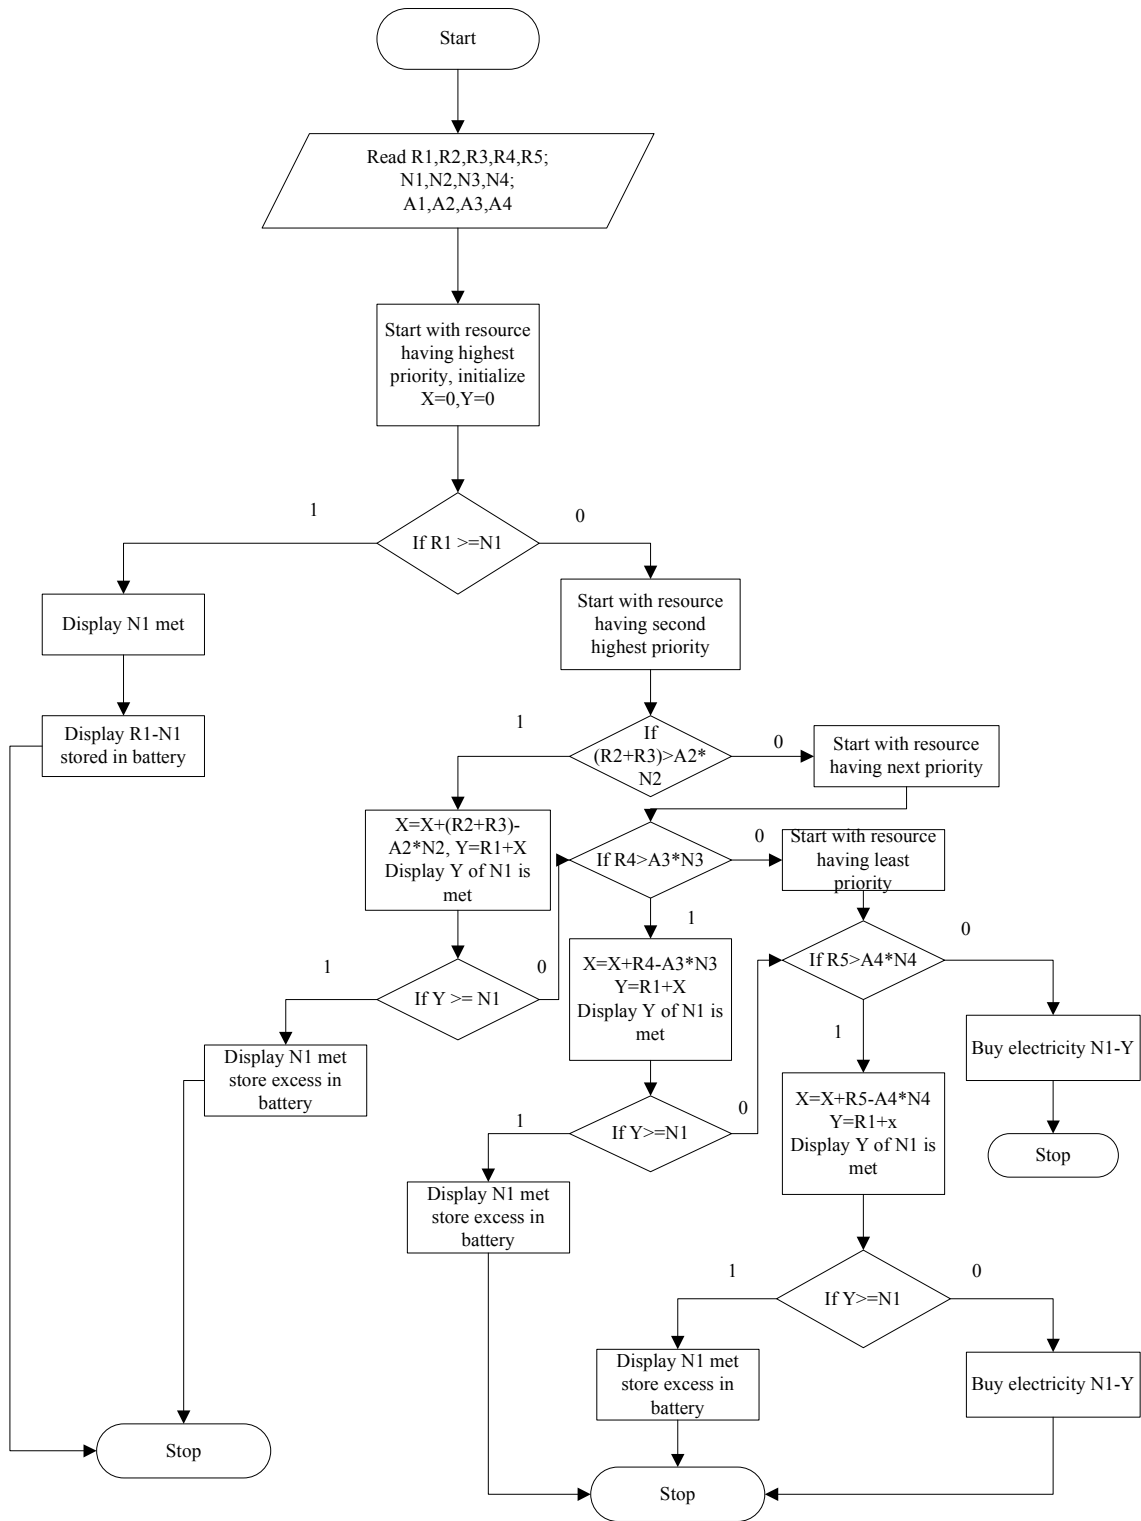 Start
Read R1,R2,R3,R4,R5;
N1,N2,N3,N4;
A1,A2,A3,A4
Start with resource
having highest
priority, initialize
X=0,Y=0
1
0
If R1 >=N1
Display N1 met
Start with resource
having second
highest priority
Display R1-N1
stored in battery
1
If
(R2+R3)>A2*
N2
0
Start with resource
having next priority
X=X+(R2+R3)-
A2*N2, Y=R1+X
Display Y of N1 is
met
If R4>A3*N3
0
Start with resource
having least
priority
1
1
If Y >= N1
0
X=X+R4-A3*N3
Y=R1+X
Display Y of N1 is
met
If R5>A4*N4
0
Display N1 met
store excess in
battery
1
Buy electricity N1-Y
1
If Y>=N1
0
X=X+R5-A4*N4
Y=R1+x
Display Y of N1 is
met
Stop
Display N1 met
store excess in
battery
1
If Y>=N1
0
Display N1 met
store excess in
battery
Buy electricity N1-Y
Stop
Stop